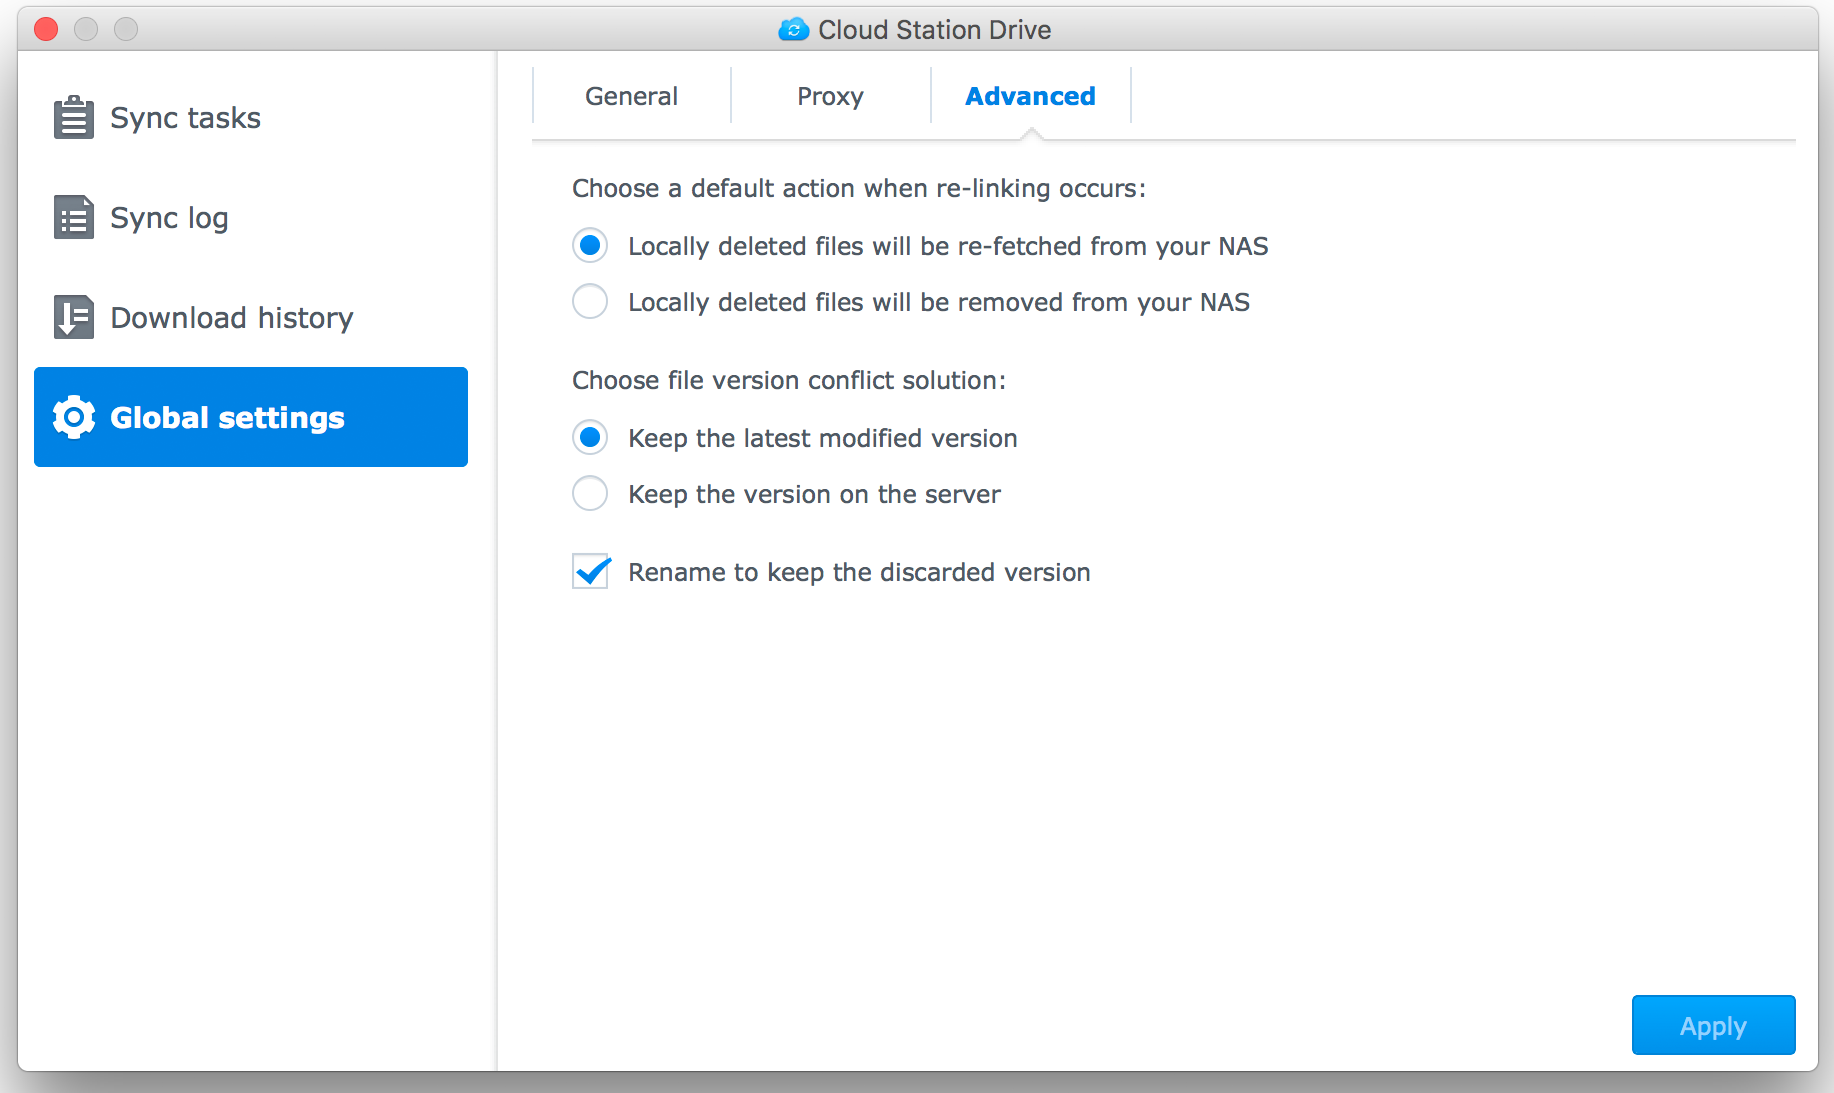 Cloud Station Drive
Sync tasks
Sync log
Download history
Global settings
General
Proxy
Advanced
Choose a default action when re-linking occurs:
Locally deleted files will be re-fetched from your NAS
Locally deleted files will be removed from your NAS
Choose file version conflict solution:
Keep the latest modified version
Keep the version on the server
Rename to keep the discarded version
Apply